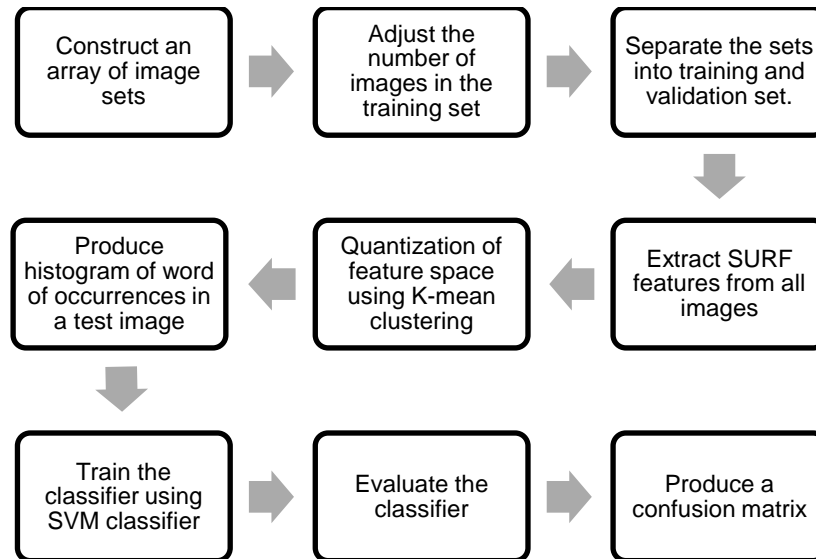 Construct an
array of image
sets
Adjust the
number of
images in the
training set
Separate the sets
into training and
validation set.
Extract SURF
features from all
images
Quantization of
feature space
using K-mean
clustering
Produce
histogram of word
of occurrences in
a test image
Train the
classifier using
SVM classifier
Evaluate the
classifier
Produce a
confusion matrix